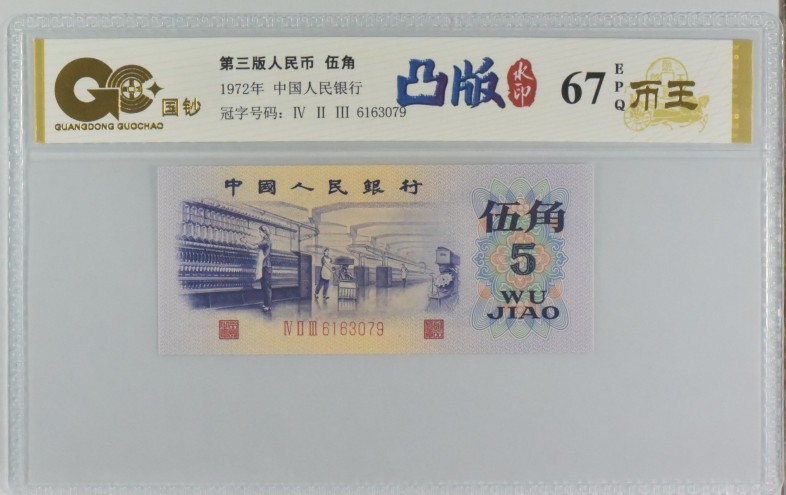 国钞
GUANGDONG GUOCHAO
第三版人民币 伍角
1972年 中国人民银行
冠字号码: Ⅳ Ⅱ Ⅲ 6163079
凸版
水印
67
EPQ
币王
中國人民銀行
伍角
5
WU
JIAO
Ⅳ Ⅱ Ⅲ 6163079